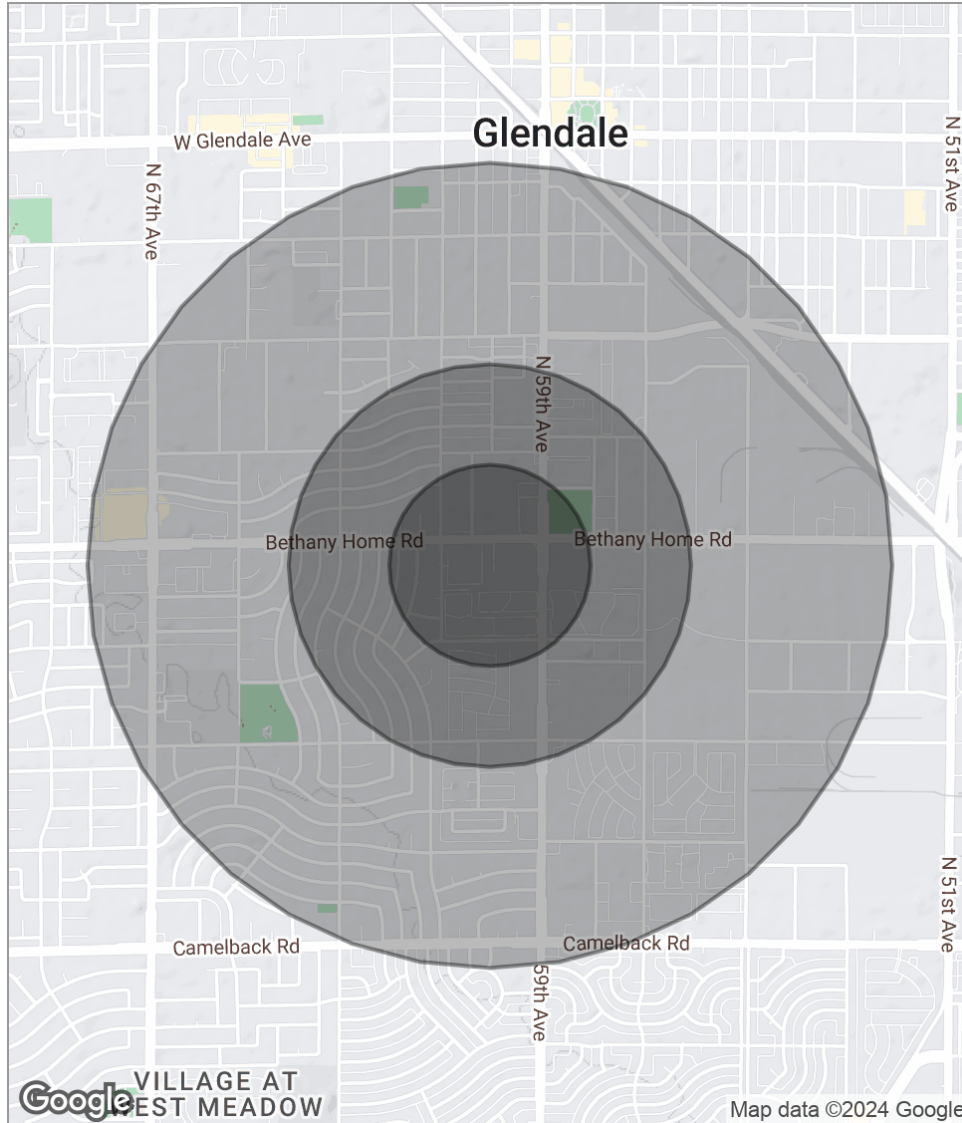 Glendale
W Glendale Ave
N 51st Ave
N 67th Ave
N 59th Ave
Bethany Home Rd
Bethany Home Rd
Camelback Rd
Camelback Rd
N 51st Ave
59th Ave
VILLAGE AT
WEST MEADOW
Google
Map data ©2024 Google